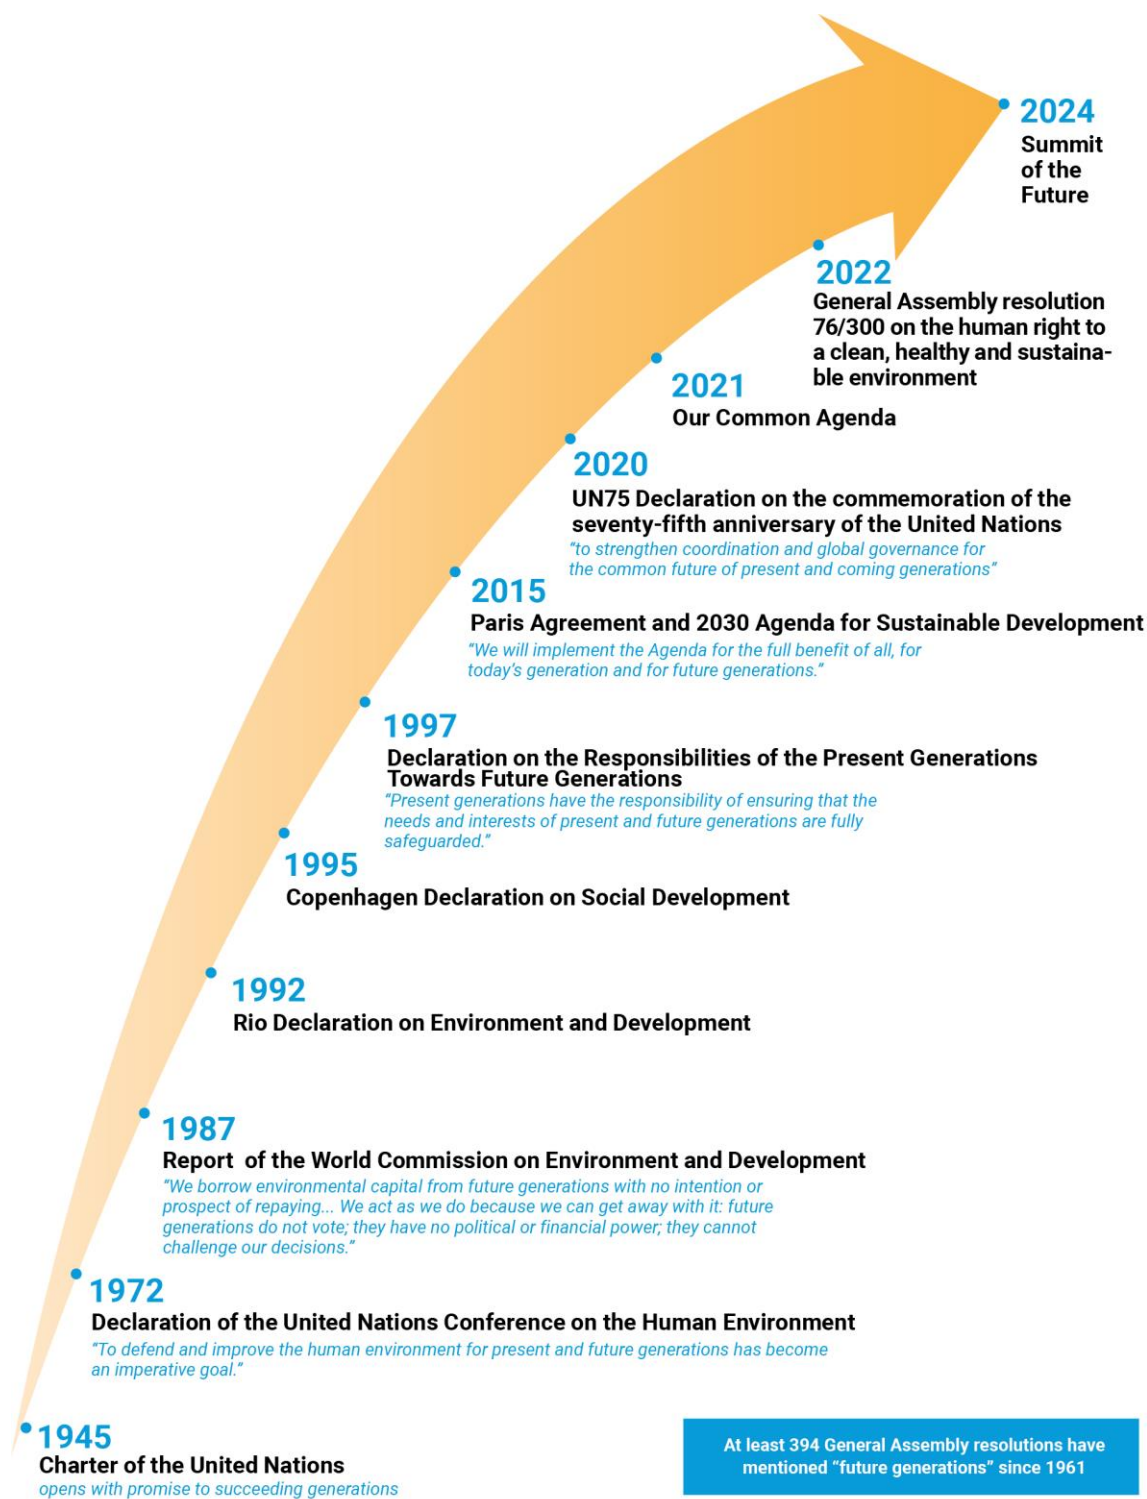 2024
Summit
of the
Future
2022
General Assembly resolution
76/300 on the human right to
a clean, healthy and sustaina-
ble environment
2021
Our Common Agenda
2020
UN75 Declaration on the commemoration of the
seventy-fifth anniversary of the United Nations
“to strengthen coordination and global governance for
the common future of present and coming generations”
2015
Paris Agreement and 2030 Agenda for Sustainable Development
“We will implement the Agenda for the full benefit of all, for
today’s generation and for future generations.”
1997
Declaration on the Responsibilities of the Present Generations
Towards Future Generations
“Present generations have the responsibility of ensuring that the
needs and interests of present and future generations are fully
safeguarded.”
1995
Copenhagen Declaration on Social Development
1992
Rio Declaration on Environment and Development
1987
Report of the World Commission on Environment and Development
“We borrow environmental capital from future generations with no intention or
prospect of repaying... We act as we do because we can get away with it: future
generations do not vote; they have no political or financial power; they cannot
challenge our decisions.”
1972
Declaration of the United Nations Conference on the Human Environment
“To defend and improve the human environment for present and future generations has become
an imperative goal.”
1945
Charter of the United Nations
opens with promise to succeeding generations
At least 394 General Assembly resolutions have
mentioned “future generations” since 1961